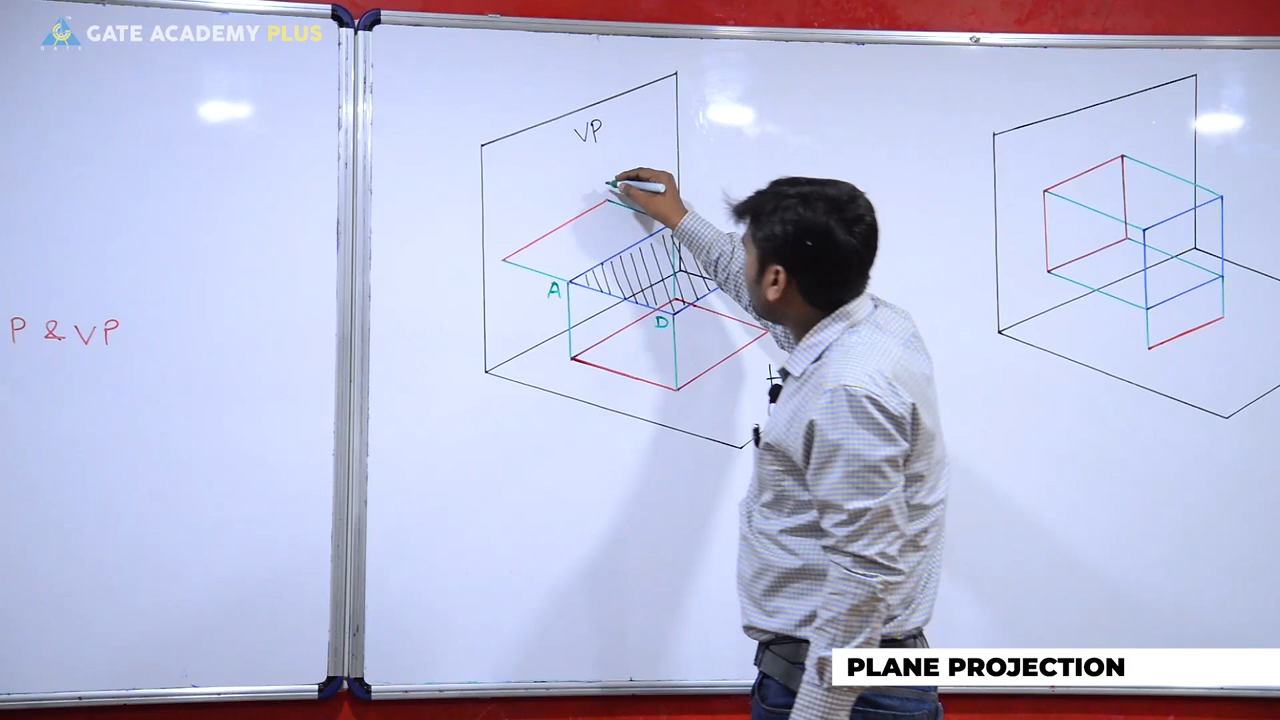 GATE ACADEMY PLUS
VP
A
D
P & VP
PLANE PROJECTION